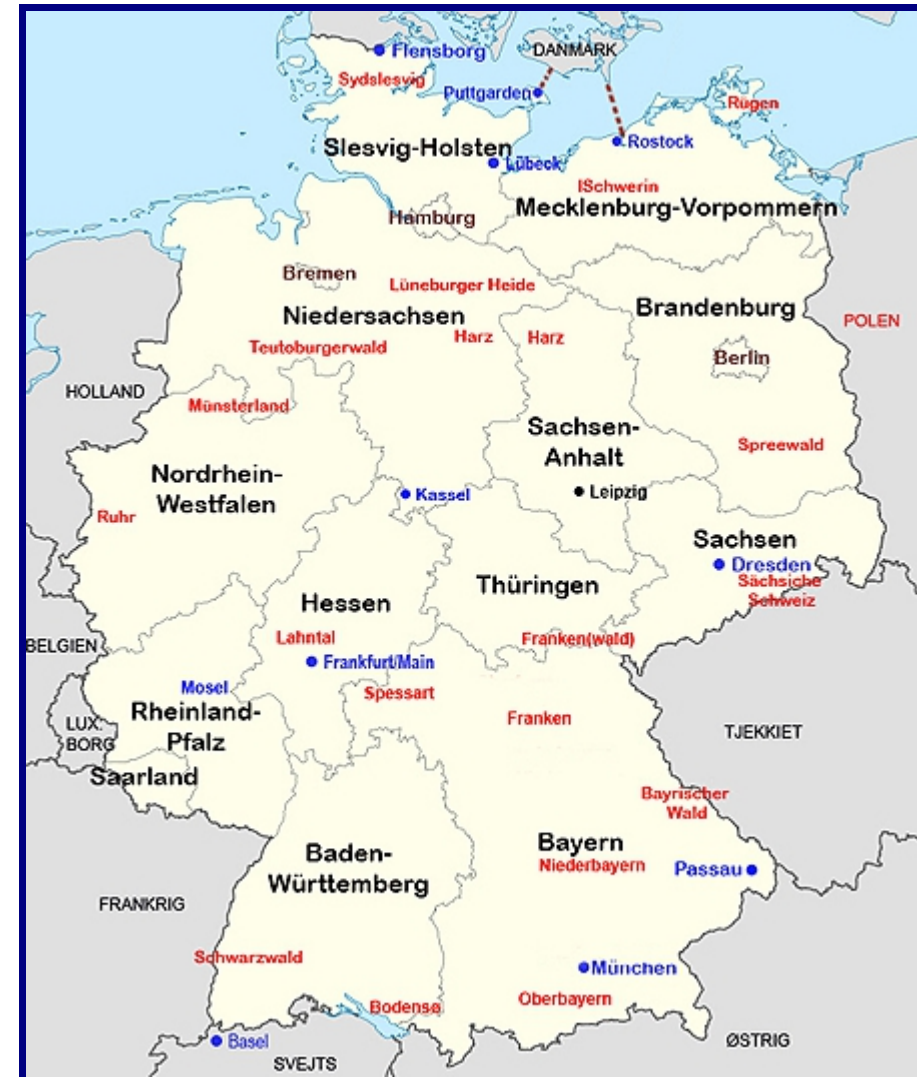 Flensborg
DANMARK
Sydslesvig
Puttgarden
Rügen
Slesvig-Holsten
Rostock
Lübeck
ISchwerin
Mecklenburg-Vorpommern
Hamburg
Bremen
Lüneburger Heide
Brandenburg
Niedersachsen
POLEN
Harz
Harz
Teutoburgerwald
Berlin
HOLLAND
Münsterland
Sachsen-
Anhalt
Spreewald
Nordrhein-
Westfalen
Kassel
Leipzig
Ruhr
Sachsen
Dresden
Sächsiche
Schweiz
Thüringen
Hessen
Lahntal
Franken(wald)
BELGIEN
Frankfurt/Main
Mosel
Spessart
Rheinland-
Pfalz
Franken
LUX.
BORG
TJEKKIET
Saarland
Bayrischer
Wald
Bayern
Niederbayern
Baden-
Württemberg
Passau
FRANKRIG
Schwarzwald
München
Oberbayern
Bodensø
Basel
SVEJTS
ØSTRIG